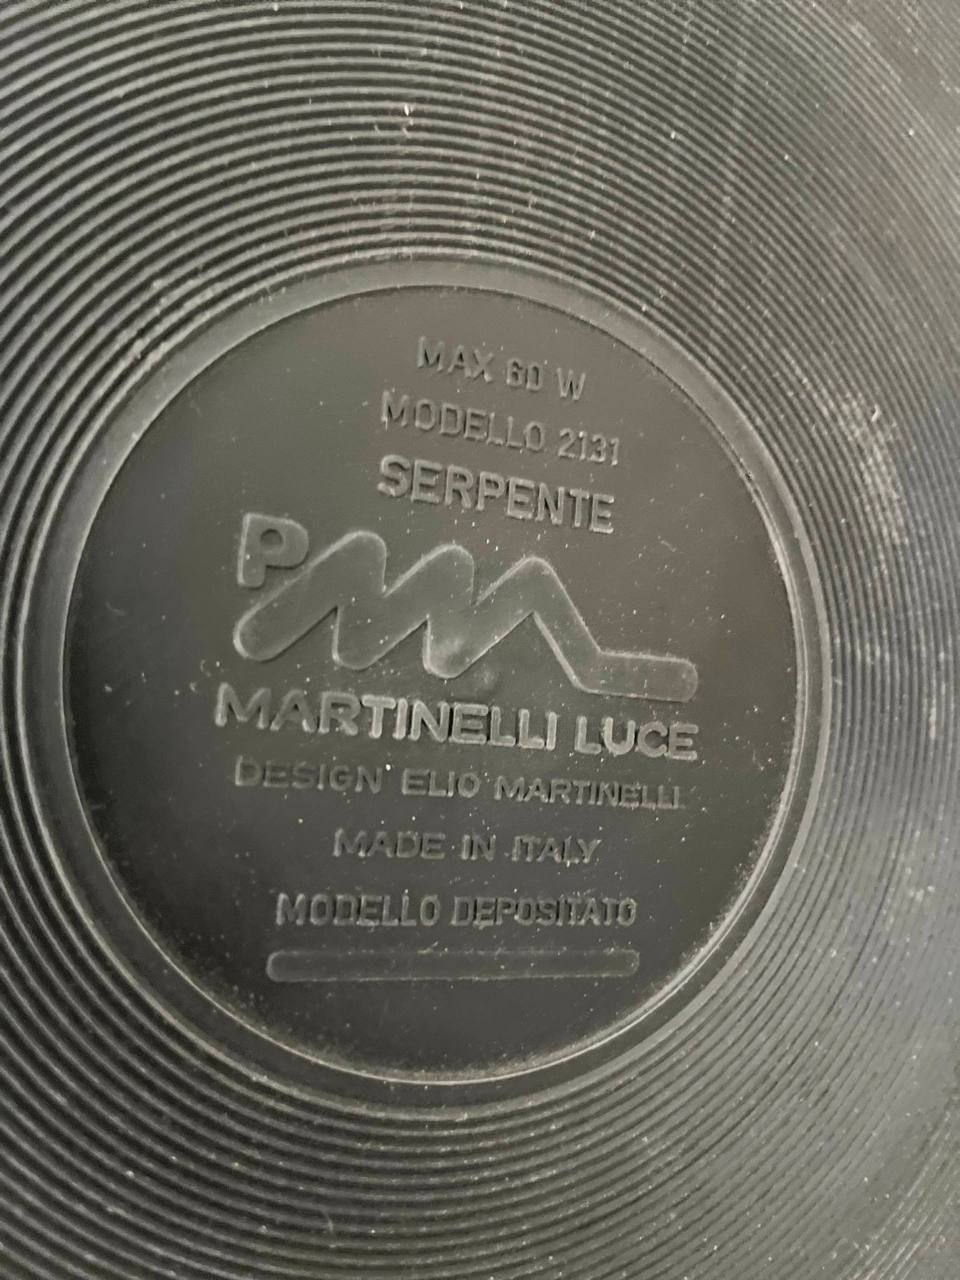 MAX 60 W
MODELLO 2131
SERPENTE
P
MARTINELLI LUCE
DESIGN ELIO MARTINELLI
MADE IN ITALY
MODELLO DEPOSITATO